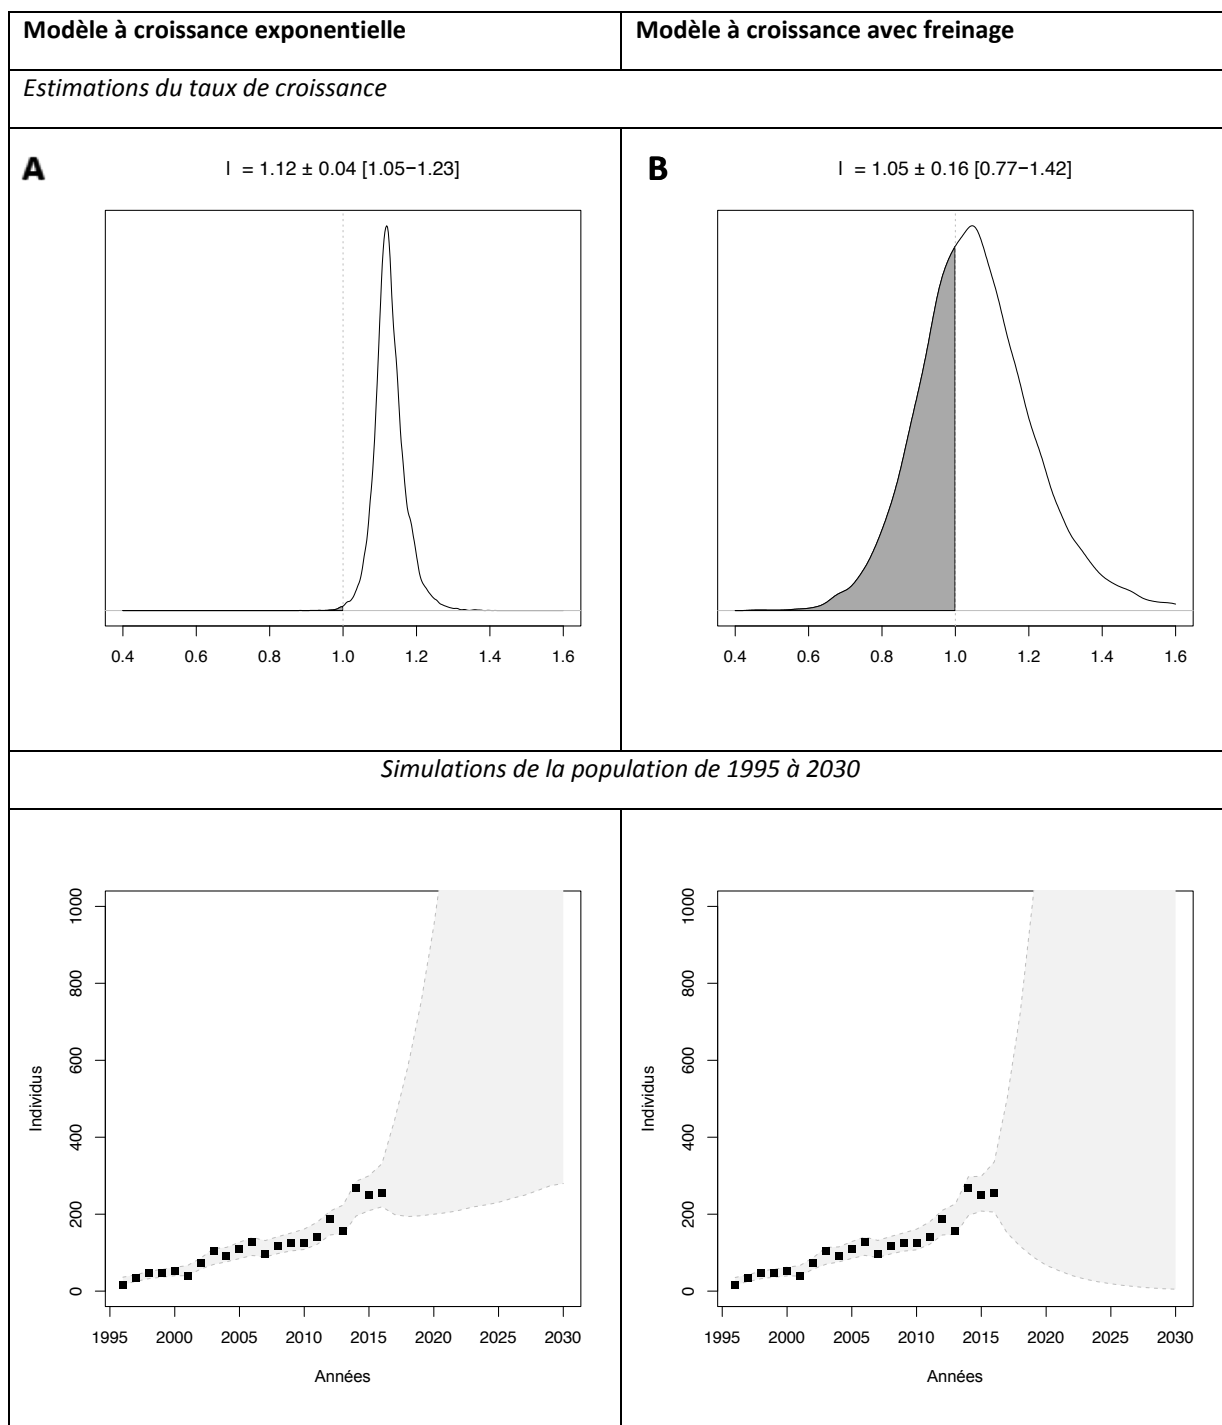 Modèle à croissance exponentielle
Modèle à croissance avec freinage
Estimations du taux de croissance
A
l = 1.12 ± 0.04 [1.05−1.23]
0.4 0.6 0.8 1.0 1.2 1.4 1.6
B
l = 1.05 ± 0.16 [0.77−1.42]
0.4 0.6 0.8 1.0 1.2 1.4 1.6
Simulations de la population de 1995 à 2030
Individus
1000
800
600
400
200
0
1995 2000 2005 2010 2015 2020 2025 2030
Années
Individus
1000
800
600
400
200
0
1995 2000 2005 2010 2015 2020 2025 2030
Années